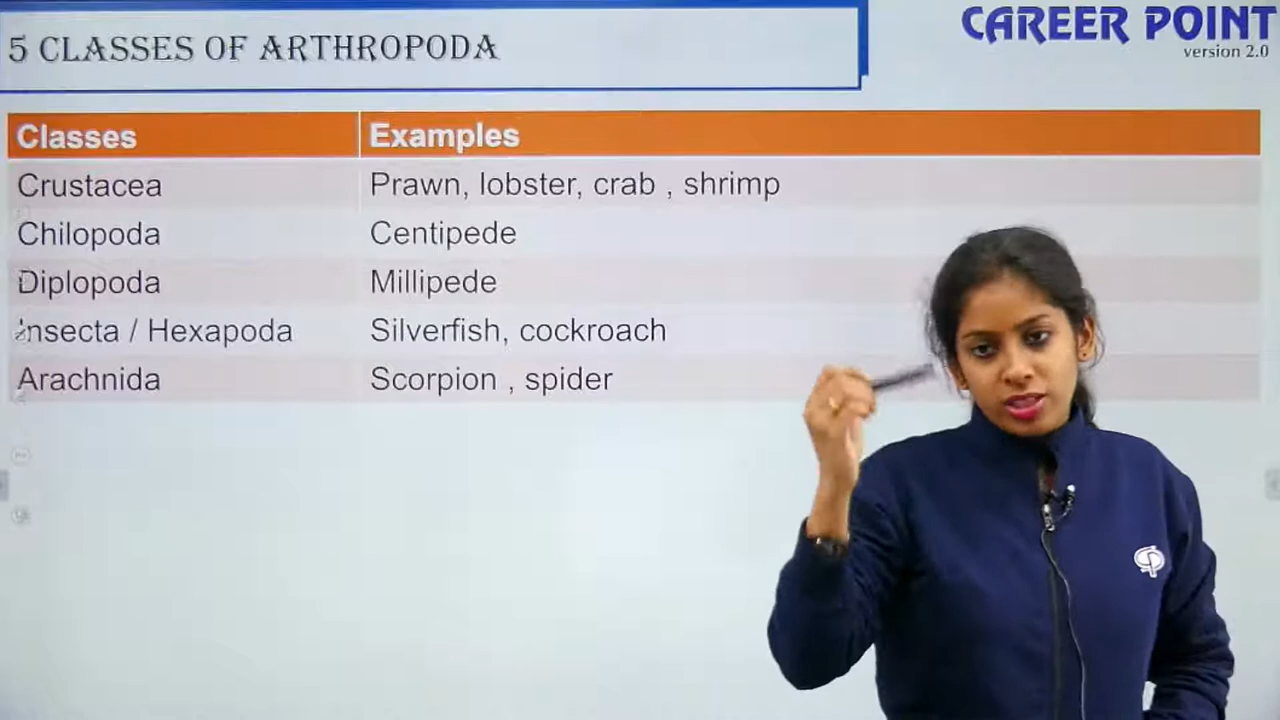 5 CLASSES OF ARTHROPODA
CAREER POINT
version 2.0
Classes Examples
Crustacea Prawn, lobster, crab , shrimp
Chilopoda Centipede
Diplopoda Millipede
Insecta / Hexapoda Silverfish, cockroach
Arachnida Scorpion , spider